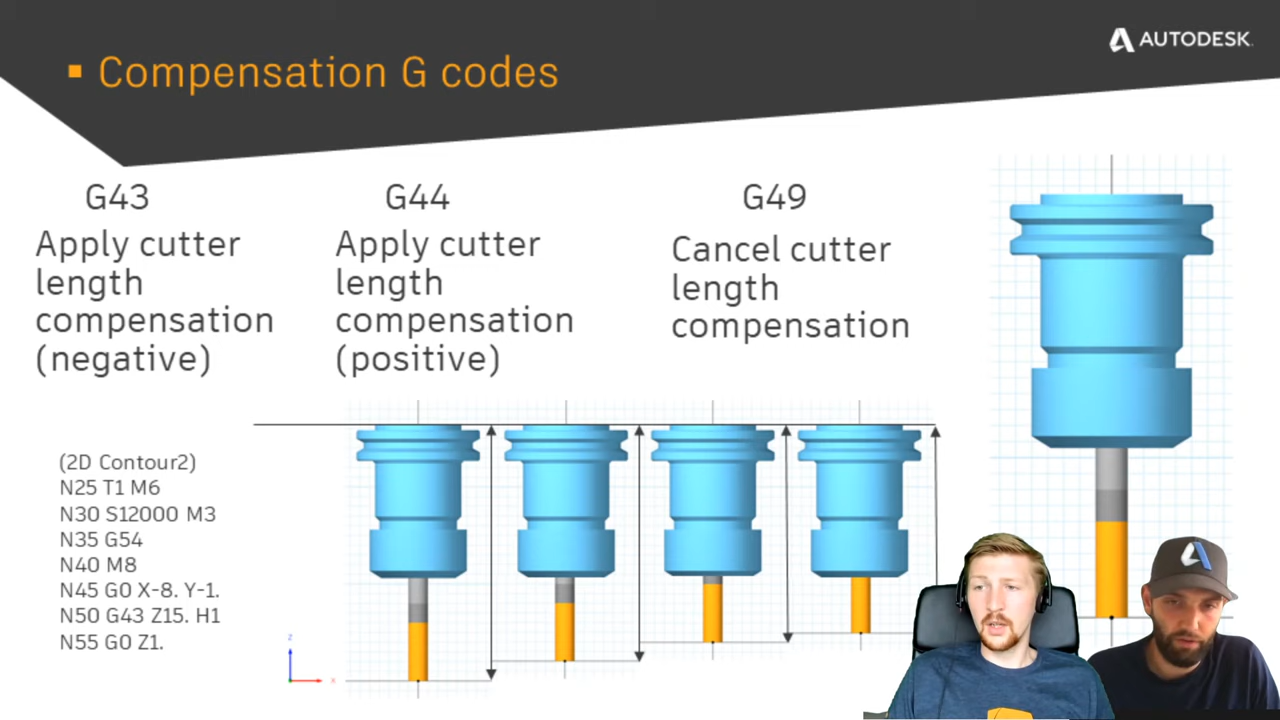 AUTODESK
Compensation G codes
G43
Apply cutter
length
compensation
(negative)
G44
Apply cutter
length
compensation
(positive)
G49
Cancel cutter
length
compensation
(2D Contour2)
N25 T1 M6
N30 S12000 M3
N35 G54
N40 M8
N45 G0 X-8. Y-1.
N50 G43 Z15. H1
N55 G0 Z1.
z
x